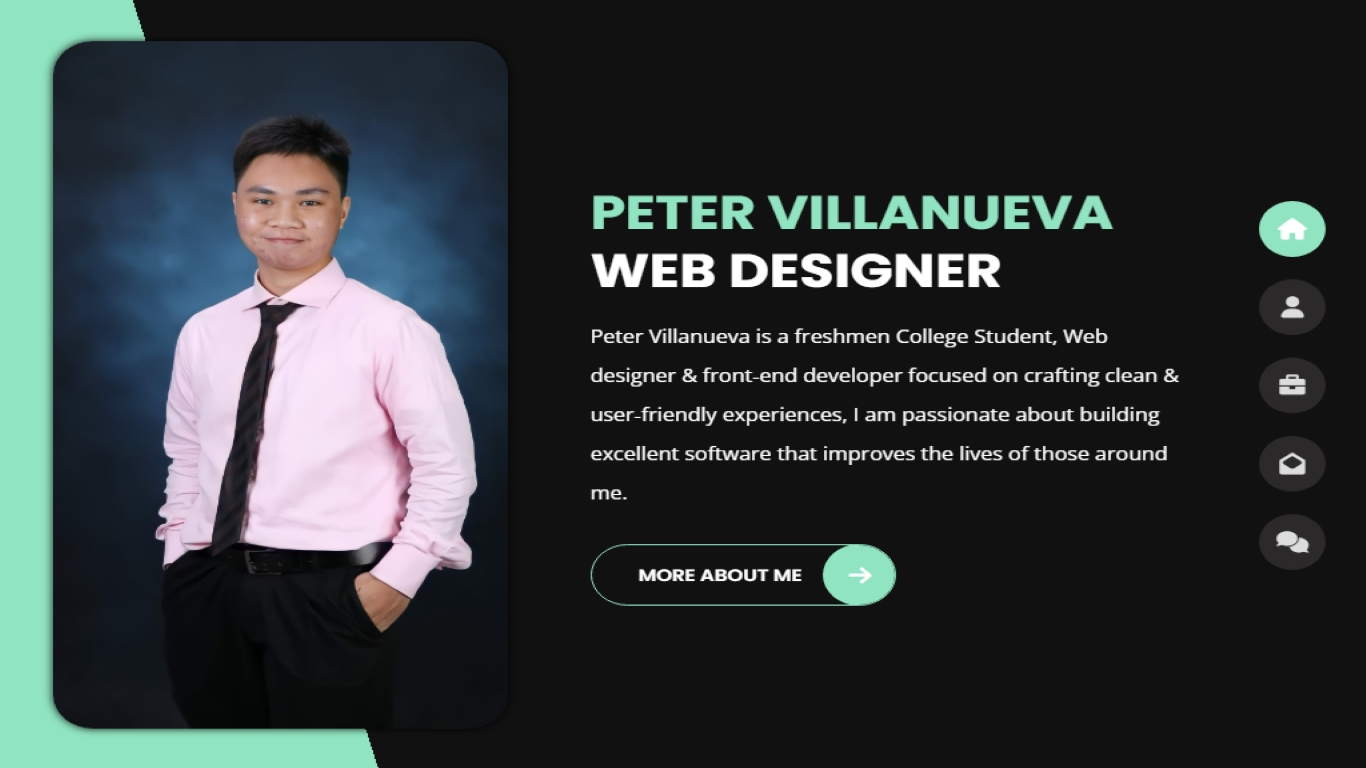 PETER VILLANUEVA
WEB DESIGNER
Peter Villanueva is a freshmen College Student, Web
designer & front-end developer focused on crafting clean &
user-friendly experiences, I am passionate about building
excellent software that improves the lives of those around
me.
MORE ABOUT ME